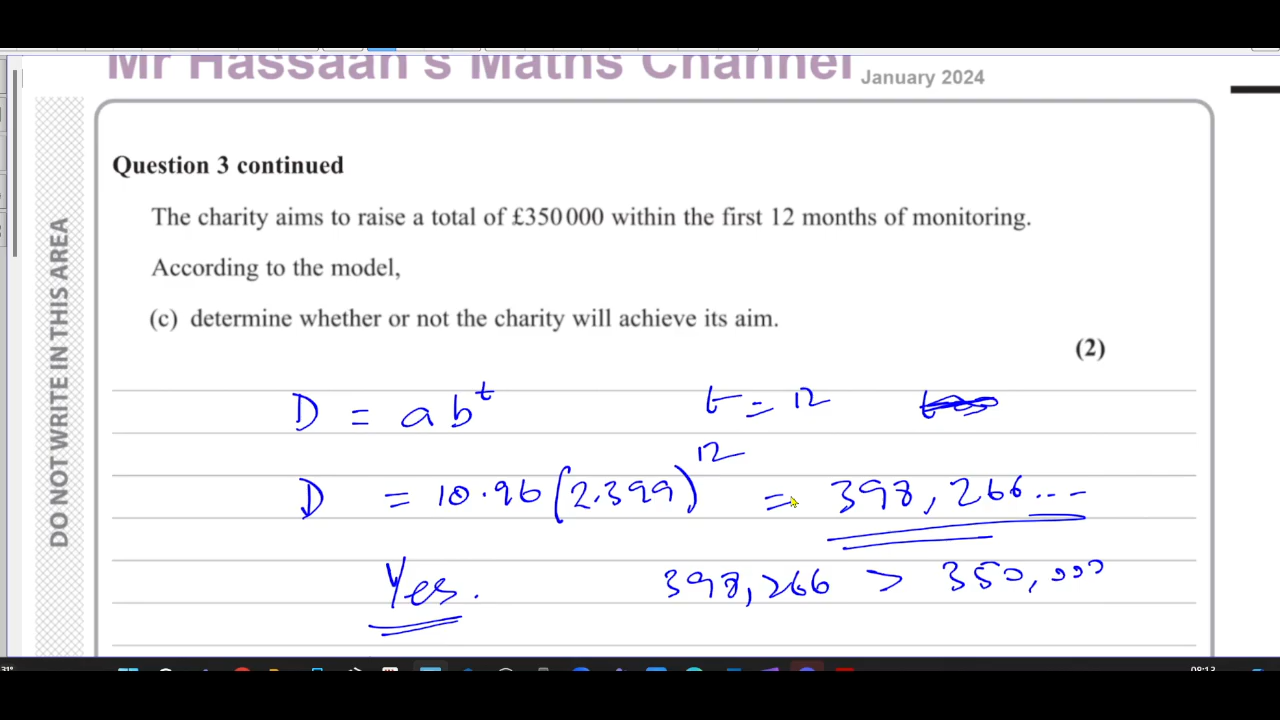 Mr Hassaan's Maths Channel January 2024
DO NOT WRITE IN THIS AREA
Question 3 continued
The charity aims to raise a total of £350 000 within the first 12 months of monitoring.
According to the model,
(c) determine whether or not the charity will achieve its aim.
(2)
D = ab^t t = 12
D = 10.96(2.399)^12 = 398,266...
Yes. 398,266 > 350,000
08:13